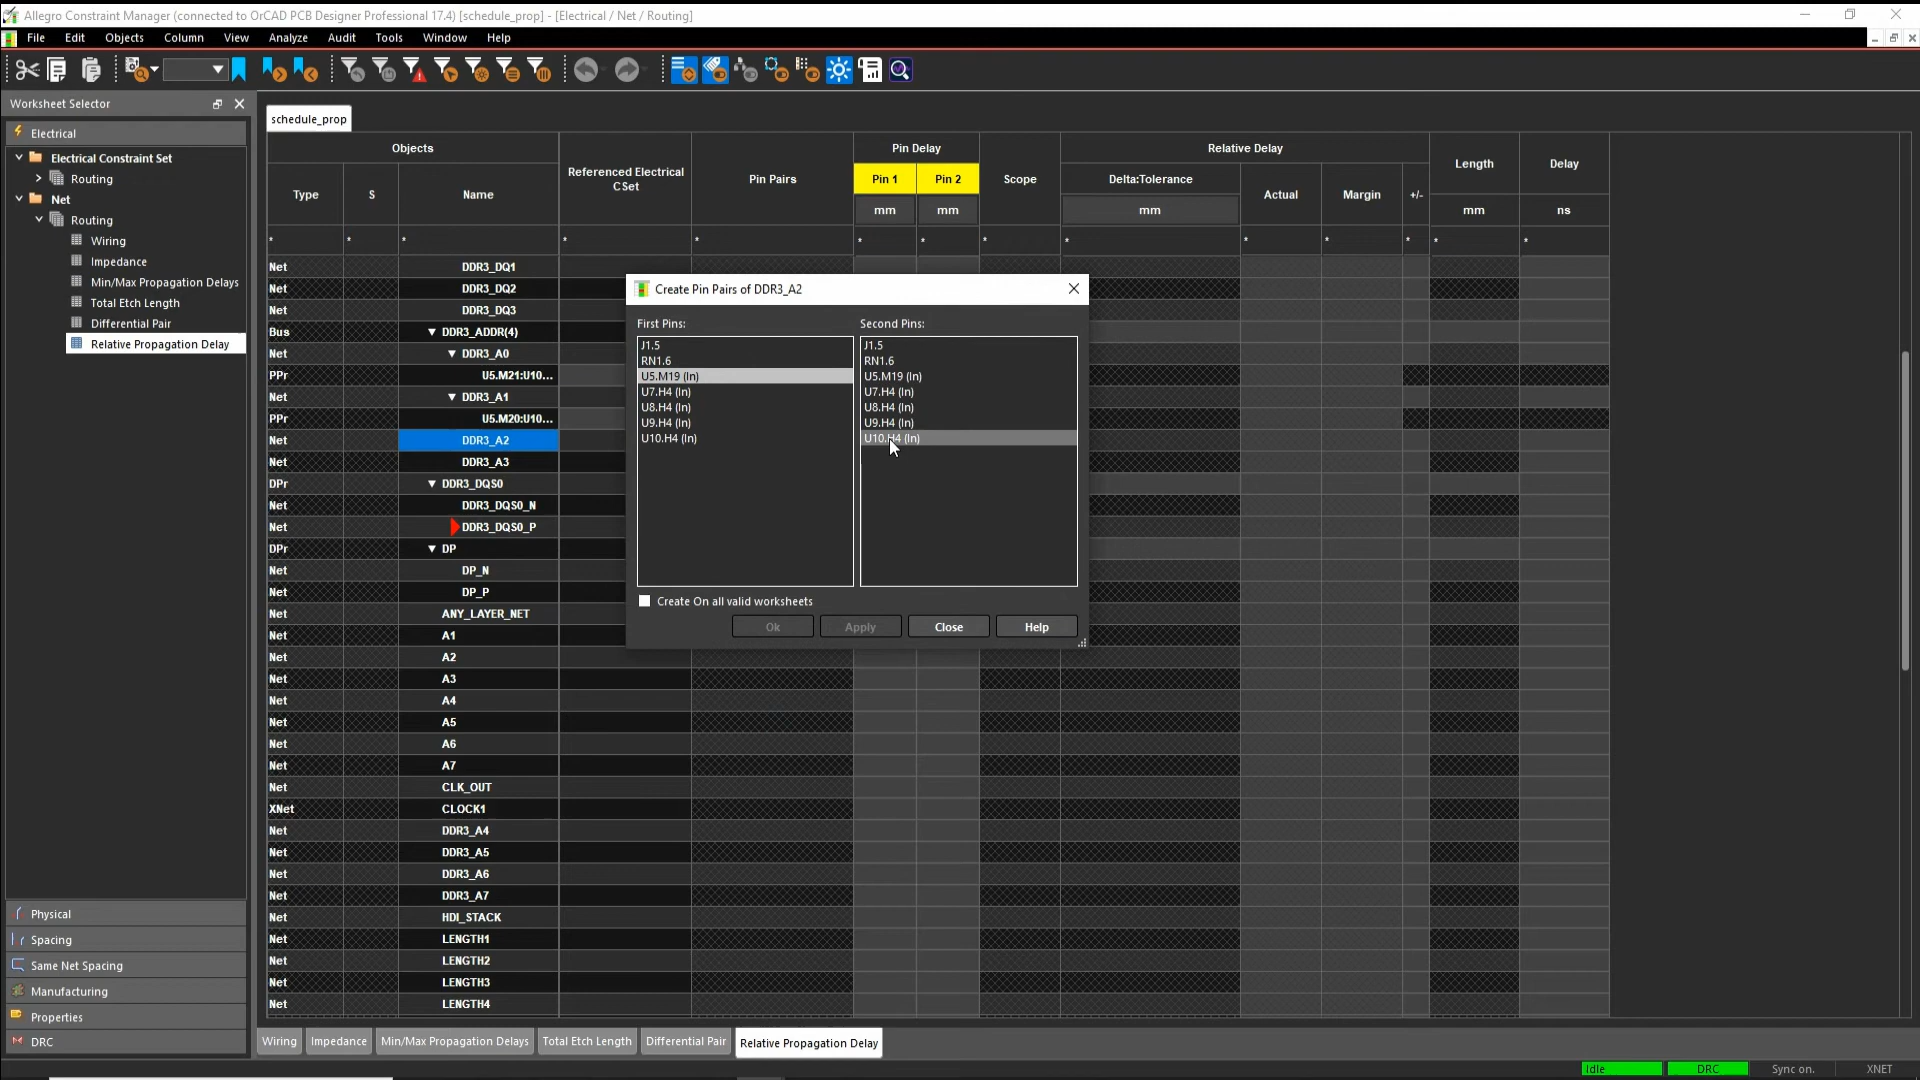 Allegro Constraint Manager (connected to OrCAD PCB Designer Professional 17.4) [schedule_prop] - [Electrical / Net / Routing]
File Edit Objects Column View Analyze Audit Tools Window Help
Worksheet Selector
Electrical
Electrical Constraint Set
Routing
Net
Routing
Wiring
Impedance
Min/Max Propagation Delays
Total Etch Length
Differential Pair
Relative Propagation Delay
Physical
Spacing
Same Net Spacing
Manufacturing
Properties
DRC
schedule_prop
Objects
Type S Name
Referenced Electrical
CSet
Pin Pairs
Pin Delay
Pin 1 Pin 2
mm mm
Scope
Relative Delay
Delta:Tolerance Actual Margin +/-
mm
Length
mm
Delay
ns
* * * * * * * * * * * * * *
Net DDR3_DQ1
Net DDR3_DQ2
Net DDR3_DQ3
Bus DDR3_ADDR(4)
Net DDR3_A0
PPr U5.M21:U10...
Net DDR3_A1
PPr U5.M20:U10...
Net DDR3_A2
Net DDR3_A3
DPr DDR3_DQS0
Net DDR3_DQS0_N
Net DDR3_DQS0_P
DPr DP
Net DP_N
Net DP_P
Net ANY_LAYER_NET
Net A1
Net A2
Net A3
Net A4
Net A5
Net A6
Net A7
Net CLK_OUT
XNet CLOCK1
Net DDR3_A4
Net DDR3_A5
Net DDR3_A6
Net DDR3_A7
Net HDI_STACK
Net LENGTH1
Net LENGTH2
Net LENGTH3
Net LENGTH4
Create Pin Pairs of DDR3_A2
First Pins:
J1.5
RN1.6
U5.M19 (In)
U7.H4 (In)
U8.H4 (In)
U9.H4 (In)
U10.H4 (In)
Second Pins:
J1.5
RN1.6
U5.M19 (In)
U7.H4 (In)
U8.H4 (In)
U9.H4 (In)
U10.H4 (In)
Create On all valid worksheets
Ok Apply Close Help
Wiring Impedance Min/Max Propagation Delays Total Etch Length Differential Pair Relative Propagation Delay
Idle DRC Sync on. XNET